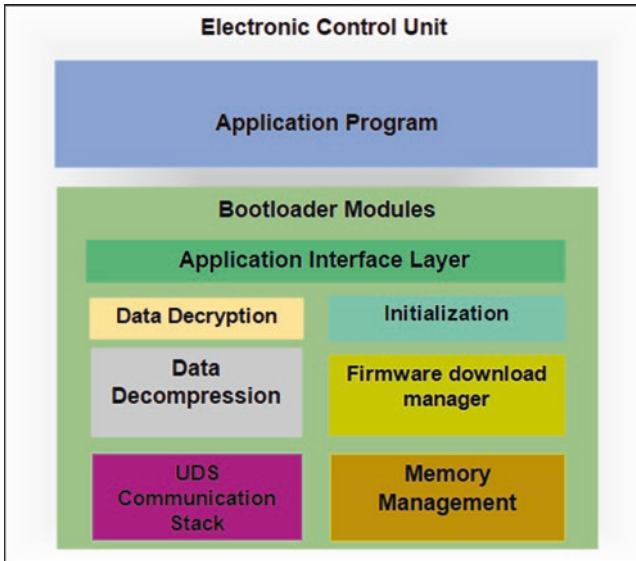 Electronic Control Unit
Application Program
Bootloader Modules
Application Interface Layer
Data Decryption
Initialization
Data
Decompression
Firmware download
manager
UDS
Communication
Stack
Memory
Management